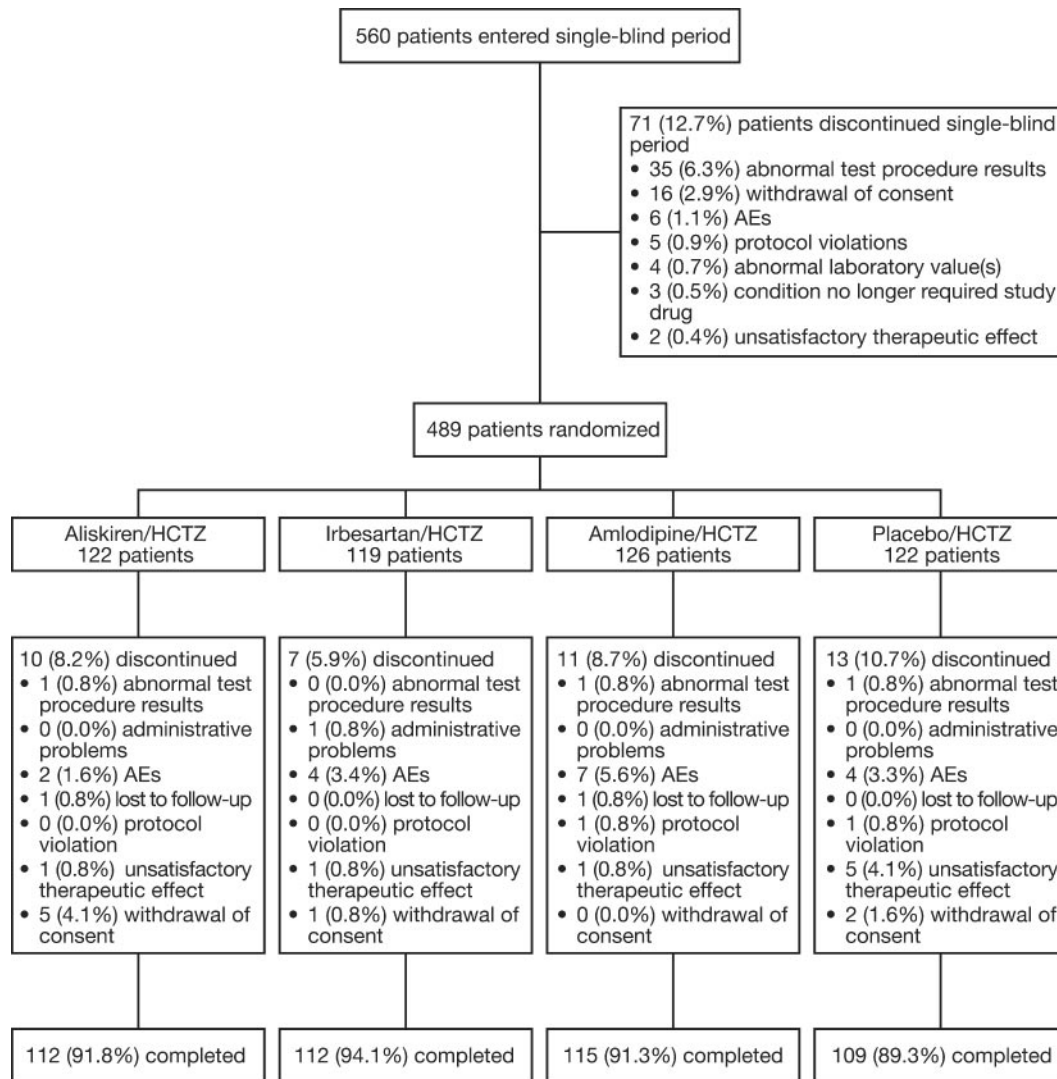 560 patients entered single-blind period
71 (12.7%) patients discontinued single-blind
period
• 35 (6.3%) abnormal test procedure results
• 16 (2.9%) withdrawal of consent
• 6 (1.1%) AEs
• 5 (0.9%) protocol violations
• 4 (0.7%) abnormal laboratory value(s)
• 3 (0.5%) condition no longer required study
drug
• 2 (0.4%) unsatisfactory therapeutic effect
489 patients randomized
Aliskiren/HCTZ
122 patients
Irbesartan/HCTZ
119 patients
Amlodipine/HCTZ
126 patients
Placebo/HCTZ
122 patients
10 (8.2%) discontinued
• 1 (0.8%) abnormal test
procedure results
• 0 (0.0%) administrative
problems
• 2 (1.6%) AEs
• 1 (0.8%) lost to follow-up
• 0 (0.0%) protocol
violation
• 1 (0.8%) unsatisfactory
therapeutic effect
• 5 (4.1%) withdrawal of
consent
7 (5.9%) discontinued
• 0 (0.0%) abnormal test
procedure results
• 1 (0.8%) administrative
problems
• 4 (3.4%) AEs
• 0 (0.0%) lost to follow-up
• 0 (0.0%) protocol
violation
• 1 (0.8%) unsatisfactory
therapeutic effect
• 1 (0.8%) withdrawal of
consent
11 (8.7%) discontinued
• 1 (0.8%) abnormal test
procedure results
• 0 (0.0%) administrative
problems
• 7 (5.6%) AEs
• 1 (0.8%) lost to follow-up
• 1 (0.8%) protocol
violation
• 1 (0.8%) unsatisfactory
therapeutic effect
• 0 (0.0%) withdrawal of
consent
13 (10.7%) discontinued
• 1 (0.8%) abnormal test
procedure results
• 0 (0.0%) administrative
problems
• 4 (3.3%) AEs
• 0 (0.0%) lost to follow-up
• 1 (0.8%) protocol
violation
• 5 (4.1%) unsatisfactory
therapeutic effect
• 2 (1.6%) withdrawal of
consent
112 (91.8%) completed
112 (94.1%) completed
115 (91.3%) completed
109 (89.3%) completed